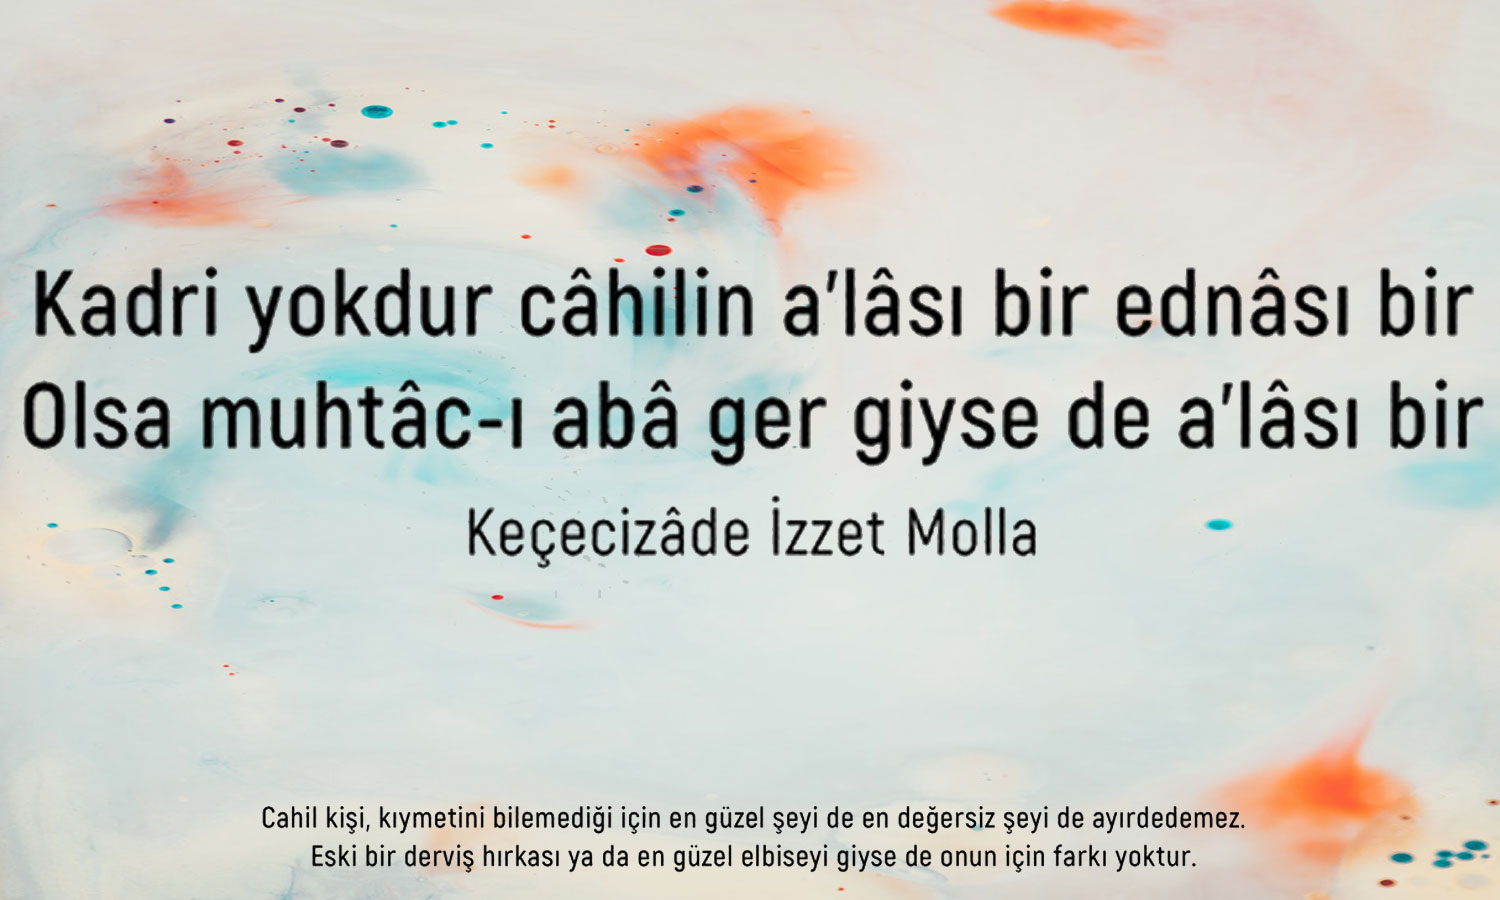 Kadri yokdur câhilin a'lâsı bir ednâsı bir
Olsa muhtâc-ı abâ ger giyse de a'lâsı bir
Keçecizâde İzzet Molla
Cahil kişi, kıymetini bilemediği için en güzel şeyi de en değersiz şeyi de ayırdedemez.
Eski bir derviş hırkası ya da en güzel elbiseyi giyse de onun için farkı yoktur.